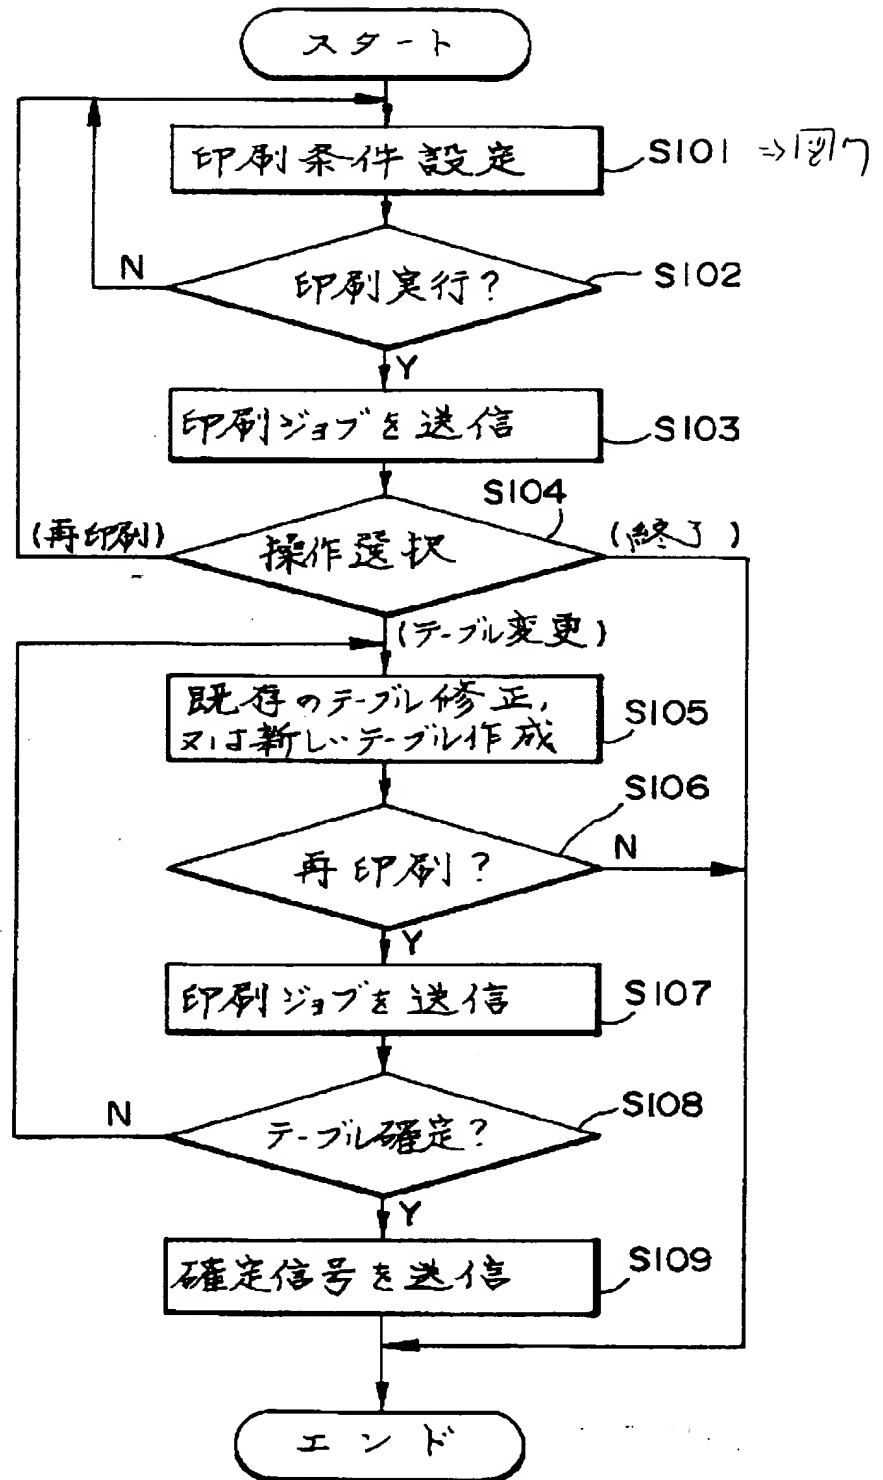 スタート
印刷条件設定
S101 ⇒図7
N
印刷実行?
S102
Y
印刷ジョブを送信
S103
S104
(再印刷)
操作選択
(終了)
(テーブル変更)
既存のテーブル修正,
又は新しいテーブル作成
S105
S106
再印刷?
N
Y
印刷ジョブを送信
S107
N
テーブル確定?
S108
Y
確定信号を送信
S109
エンド